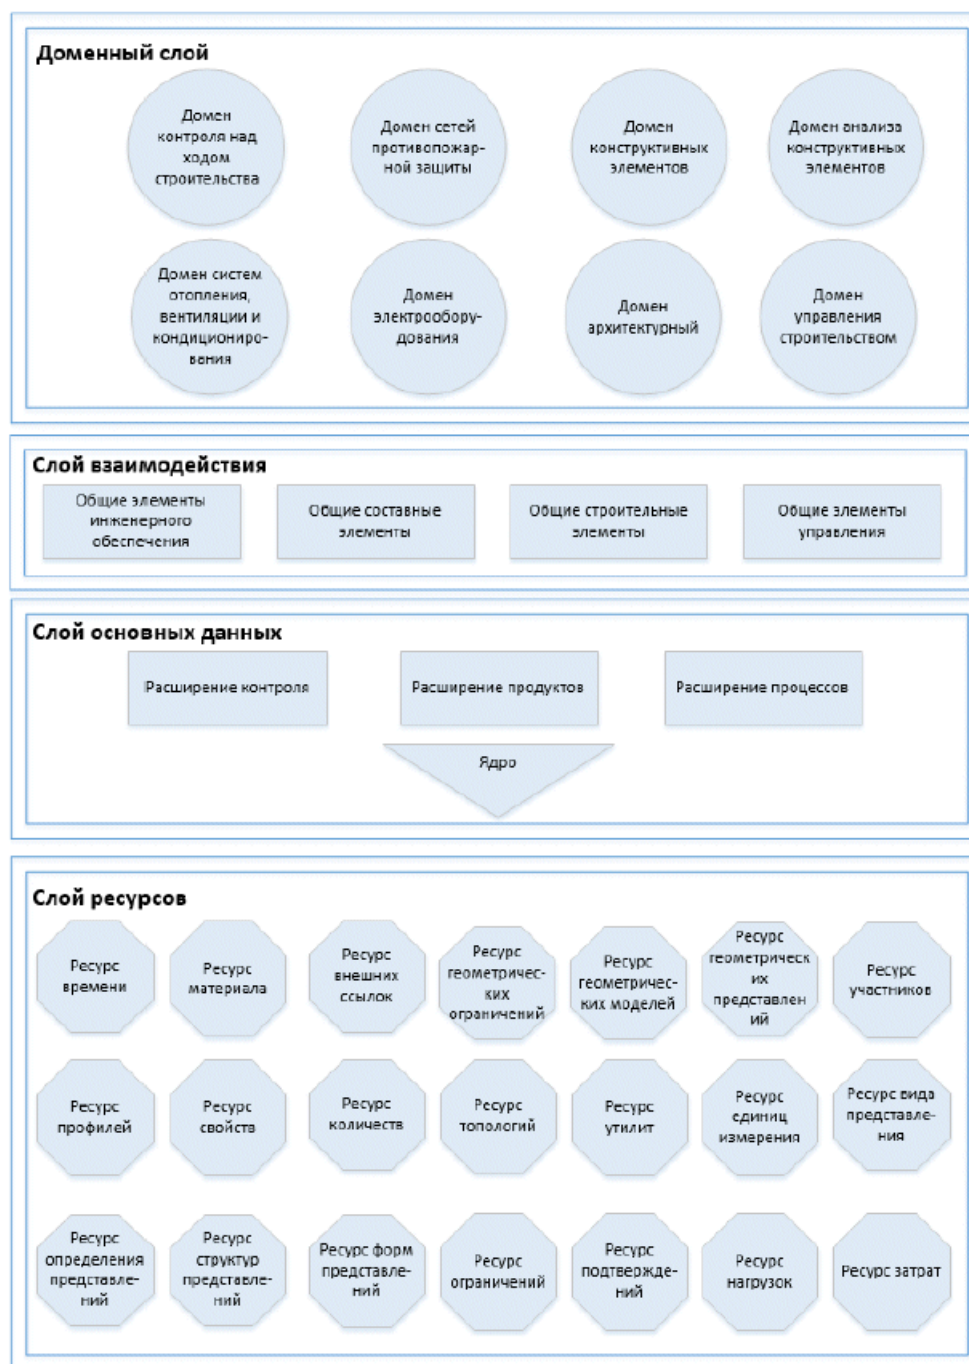 Доменный слой
Домен
контроля над
ходом
строительства
Домен сетей
противопожар-
ной защиты
Домен
конструктивных
элементов
Домен анализа
конструктивных
элементов
Домен систем
отопления,
вентиляции и
кондициониро-
вания
Домен
электрообору-
дования
Домен
архитектурный
Домен
управления
строительством
Слой взаимодействия
Общие элементы
инженерного
обеспечения
Общие составные
элементы
Общие строительные
элементы
Общие элементы
управления
Слой основных данных
Расширение контроля
Расширение продуктов
Расширение процессов
Ядро
Слой ресурсов
Ресурс
времени
Ресурс
материала
Ресурс
внешних
ссылок
Ресурс
геометричес-
ких
ограничений
Ресурс
геометричес-
ких моделей
Ресурс
геометрическ
их
представлен
ий
Ресурс
участников
Ресурс
профилей
Ресурс
свойств
Ресурс
количеств
Ресурс
топологий
Ресурс
утилит
Ресурс
единиц
измерения
Ресурс вида
представле-
ния
Ресурс
определения
представле-
ний
Ресурс
структур
представле-
ний
Ресурс форм
представле-
ний
Ресурс
ограничений
Ресурс
подтвержде-
ний
Ресурс
нагрузок
Ресурс затрат